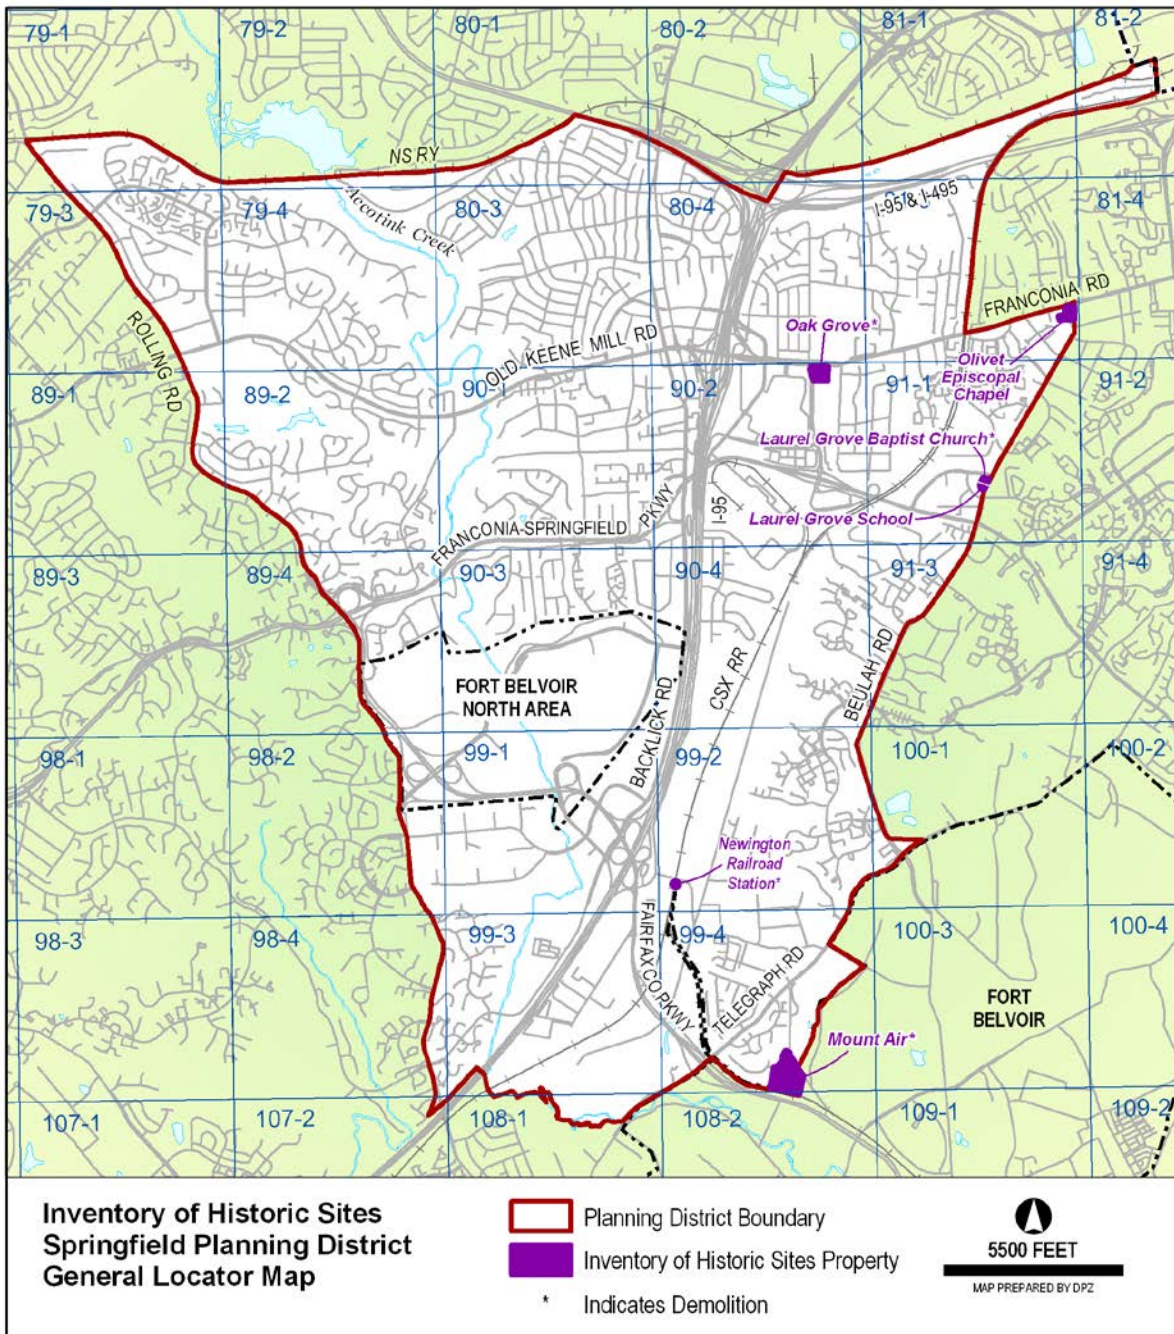 79-1
79-2
80-1
80-2
81-1
81-2
NS RY
79-3
79-4
Accotink Creek
80-3
80-4
I-95 & I-495
81-4
ROLLING RD
FRANCONIA RD
Oak Grove*
OLD KEENE MILL RD
Olivet
Episcopal
Chapel
89-1
89-2
90-1
90-2
91-1
91-2
Laurel Grove Baptist Church*
FRANCONIA-SPRINGFIELD PKWY
I-95
Laurel Grove School
89-3
89-4
90-3
90-4
91-3
91-4
FORT BELVOIR
NORTH AREA
BACKLICK RD
CSX RR
BEULAH RD
98-1
98-2
99-1
99-2
100-1
100-2
Newington
Railroad
Station*
98-3
98-4
99-3
99-4
100-3
100-4
FAIRFAX CO. PKWY
TELEGRAPH RD
FORT
BELVOIR
Mount Air*
107-1
107-2
108-1
108-2
109-1
109-2
Inventory of Historic Sites
Springfield Planning District
General Locator Map
Planning District Boundary
Inventory of Historic Sites Property
* Indicates Demolition
5500 FEET
MAP PREPARED BY DPZ